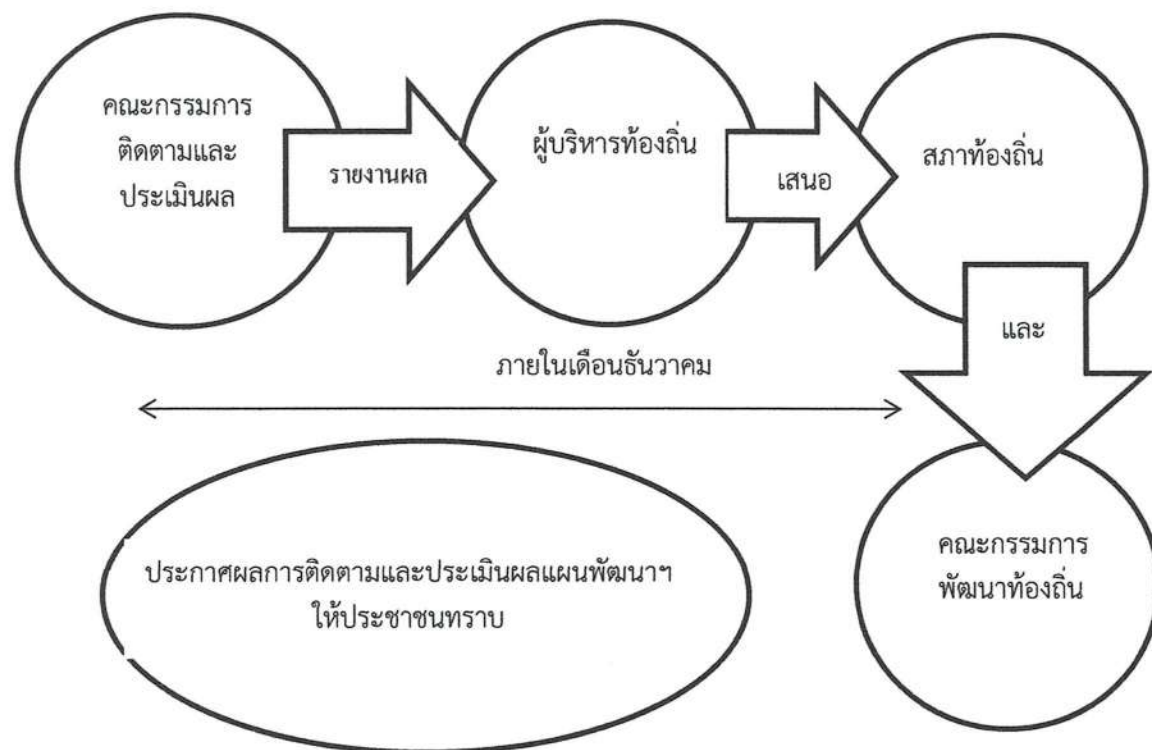 คณะกรรมการ
ติดตามและ
ประเมินผล
รายงานผล
ผู้บริหารท้องถิ่น
เสนอ
สภาท้องถิ่น
และ
ภายในเดือนธันวาคม
คณะกรรมการ
พัฒนาท้องถิ่น
ประกาศผลการติดตามและประเมินผลแผนพัฒนาฯ
ให้ประชาชนทราบ